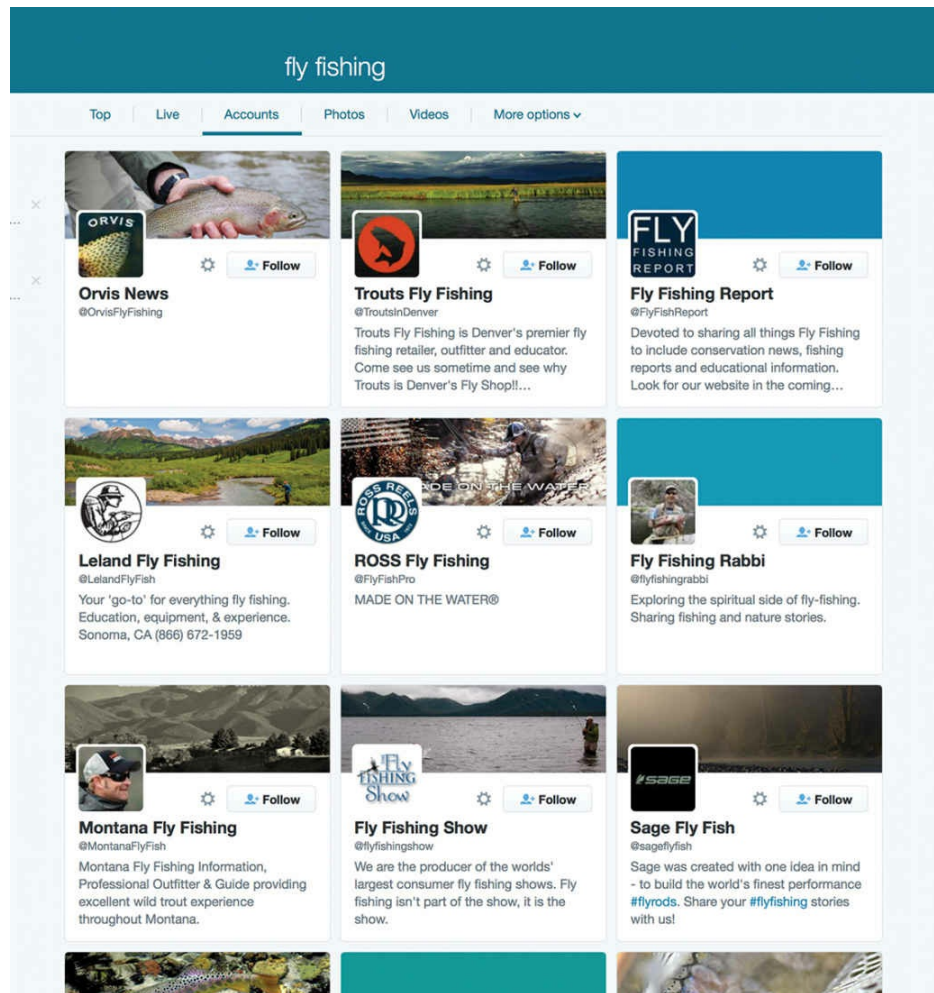 fly fishing
Top
Live
Accounts
Photos
Videos
More options
×
...
×
...
ORVIS
Follow
Orvis News
@OrvisFlyFishing
Follow
Trouts Fly Fishing
@TroutsInDenver
Trouts Fly Fishing is Denver's premier fly
fishing retailer, outfitter and educator.
Come see us sometime and see why
Trouts is Denver's Fly Shop!!...
FLY
FISHING
REPORT
Follow
Fly Fishing Report
@FlyFishReport
Devoted to sharing all things Fly Fishing
to include conservation news, fishing
reports and educational information.
Look for our website in the coming...
Follow
Leland Fly Fishing
@LelandFlyFish
Your 'go-to' for everything fly fishing.
Education, equipment, & experience.
Sonoma, CA (866) 672-1959
MADE ON THE WATER
ROSS REELS
USA
Follow
ROSS Fly Fishing
@FlyFishPro
MADE ON THE WATER®
Follow
Fly Fishing Rabbi
@flyfishingrabbi
Exploring the spiritual side of fly-fishing.
Sharing fishing and nature stories.
Follow
Montana Fly Fishing
@MontanaFlyFish
Montana Fly Fishing Information,
Professional Outfitter & Guide providing
excellent wild trout experience
throughout Montana.
The Fly
FISHING
Show
Follow
Fly Fishing Show
@flyfishingshow
We are the producer of the worlds'
largest consumer fly fishing shows. Fly
fishing isn't part of the show, it is the
show.
SAGE
Follow
Sage Fly Fish
@sageflyfish
Sage was created with one idea in mind
- to build the world's finest performance
#flyrods. Share your #flyfishing stories
with us!